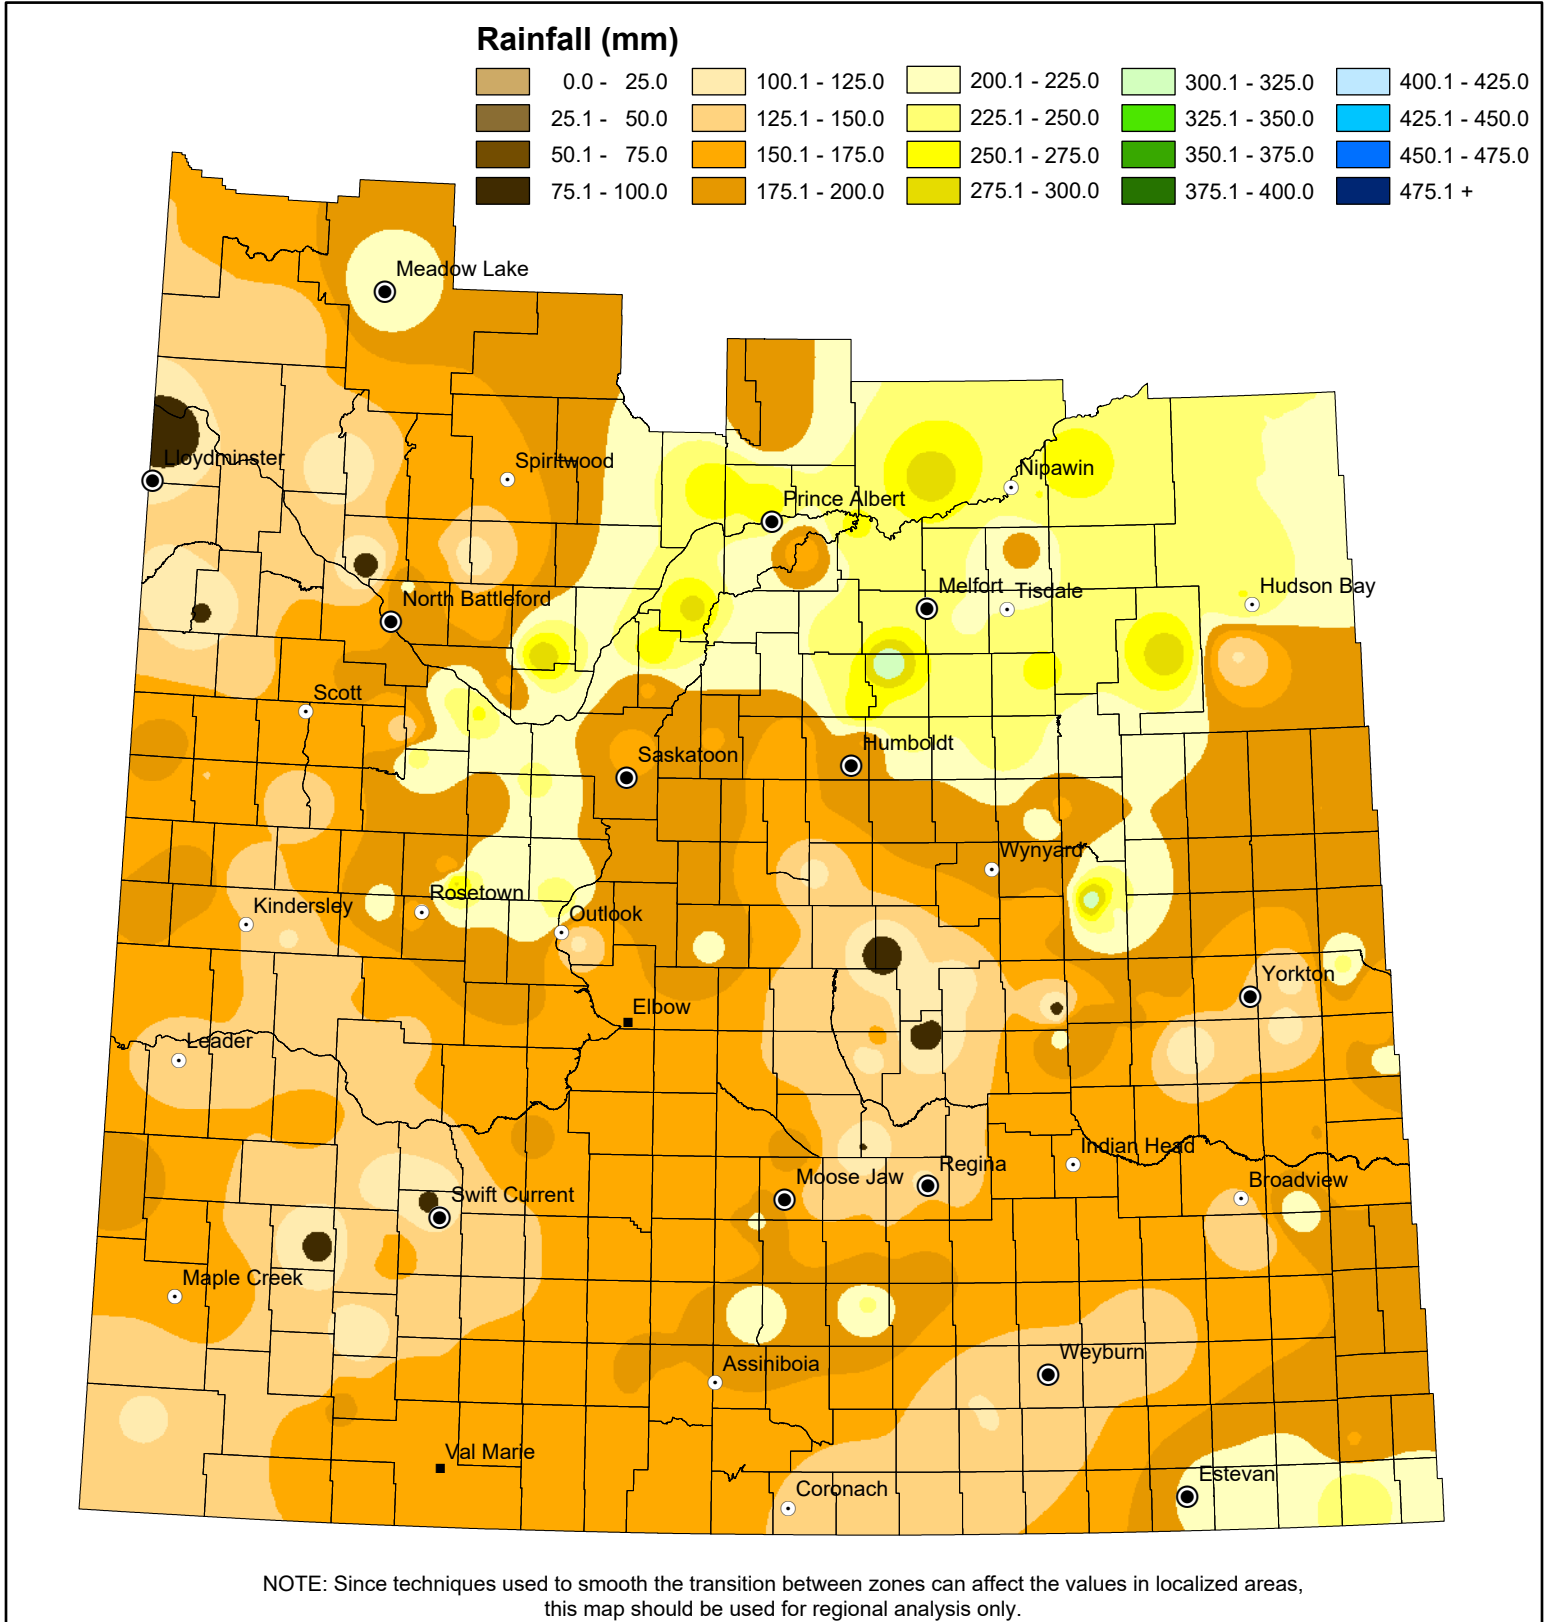 Rainfall (mm)
0.0 - 25.0
25.1 - 50.0
50.1 - 75.0
75.1 - 100.0
100.1 - 125.0
125.1 - 150.0
150.1 - 175.0
175.1 - 200.0
200.1 - 225.0
225.1 - 250.0
250.1 - 275.0
275.1 - 300.0
300.1 - 325.0
325.1 - 350.0
350.1 - 375.0
375.1 - 400.0
400.1 - 425.0
425.1 - 450.0
450.1 - 475.0
475.1 +
Meadow Lake
Lloydminster
Spiritwood
Nipawin
Prince Albert
North Battleford
Melfort
Tisdale
Hudson Bay
Scott
Saskatoon
Humboldt
Wynyard
Kindersley
Rosetown
Outlook
Yorkton
Elbow
Leader
Indian Head
Regina
Moose Jaw
Broadview
Swift Current
Maple Creek
Assiniboia
Weyburn
Val Marie
Estevan
Coronach
NOTE: Since techniques used to smooth the transition between zones can affect the values in localized areas,
this map should be used for regional analysis only.